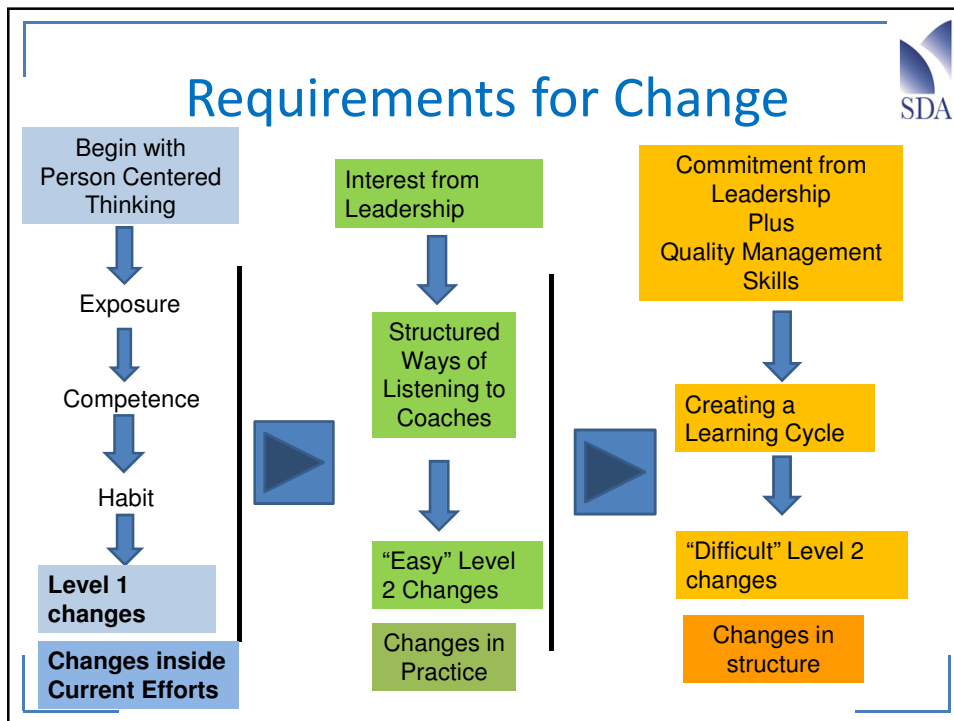 Requirements for Change
SDA
Begin with
Person Centered
Thinking
Exposure
Competence
Habit
Level 1
changes
Changes inside
Current Efforts
Interest from
Leadership
Structured
Ways of
Listening to
Coaches
“Easy” Level
2 Changes
Changes in
Practice
Commitment from
Leadership
Plus
Quality Management
Skills
Creating a
Learning Cycle
“Difficult” Level 2
changes
Changes in
structure